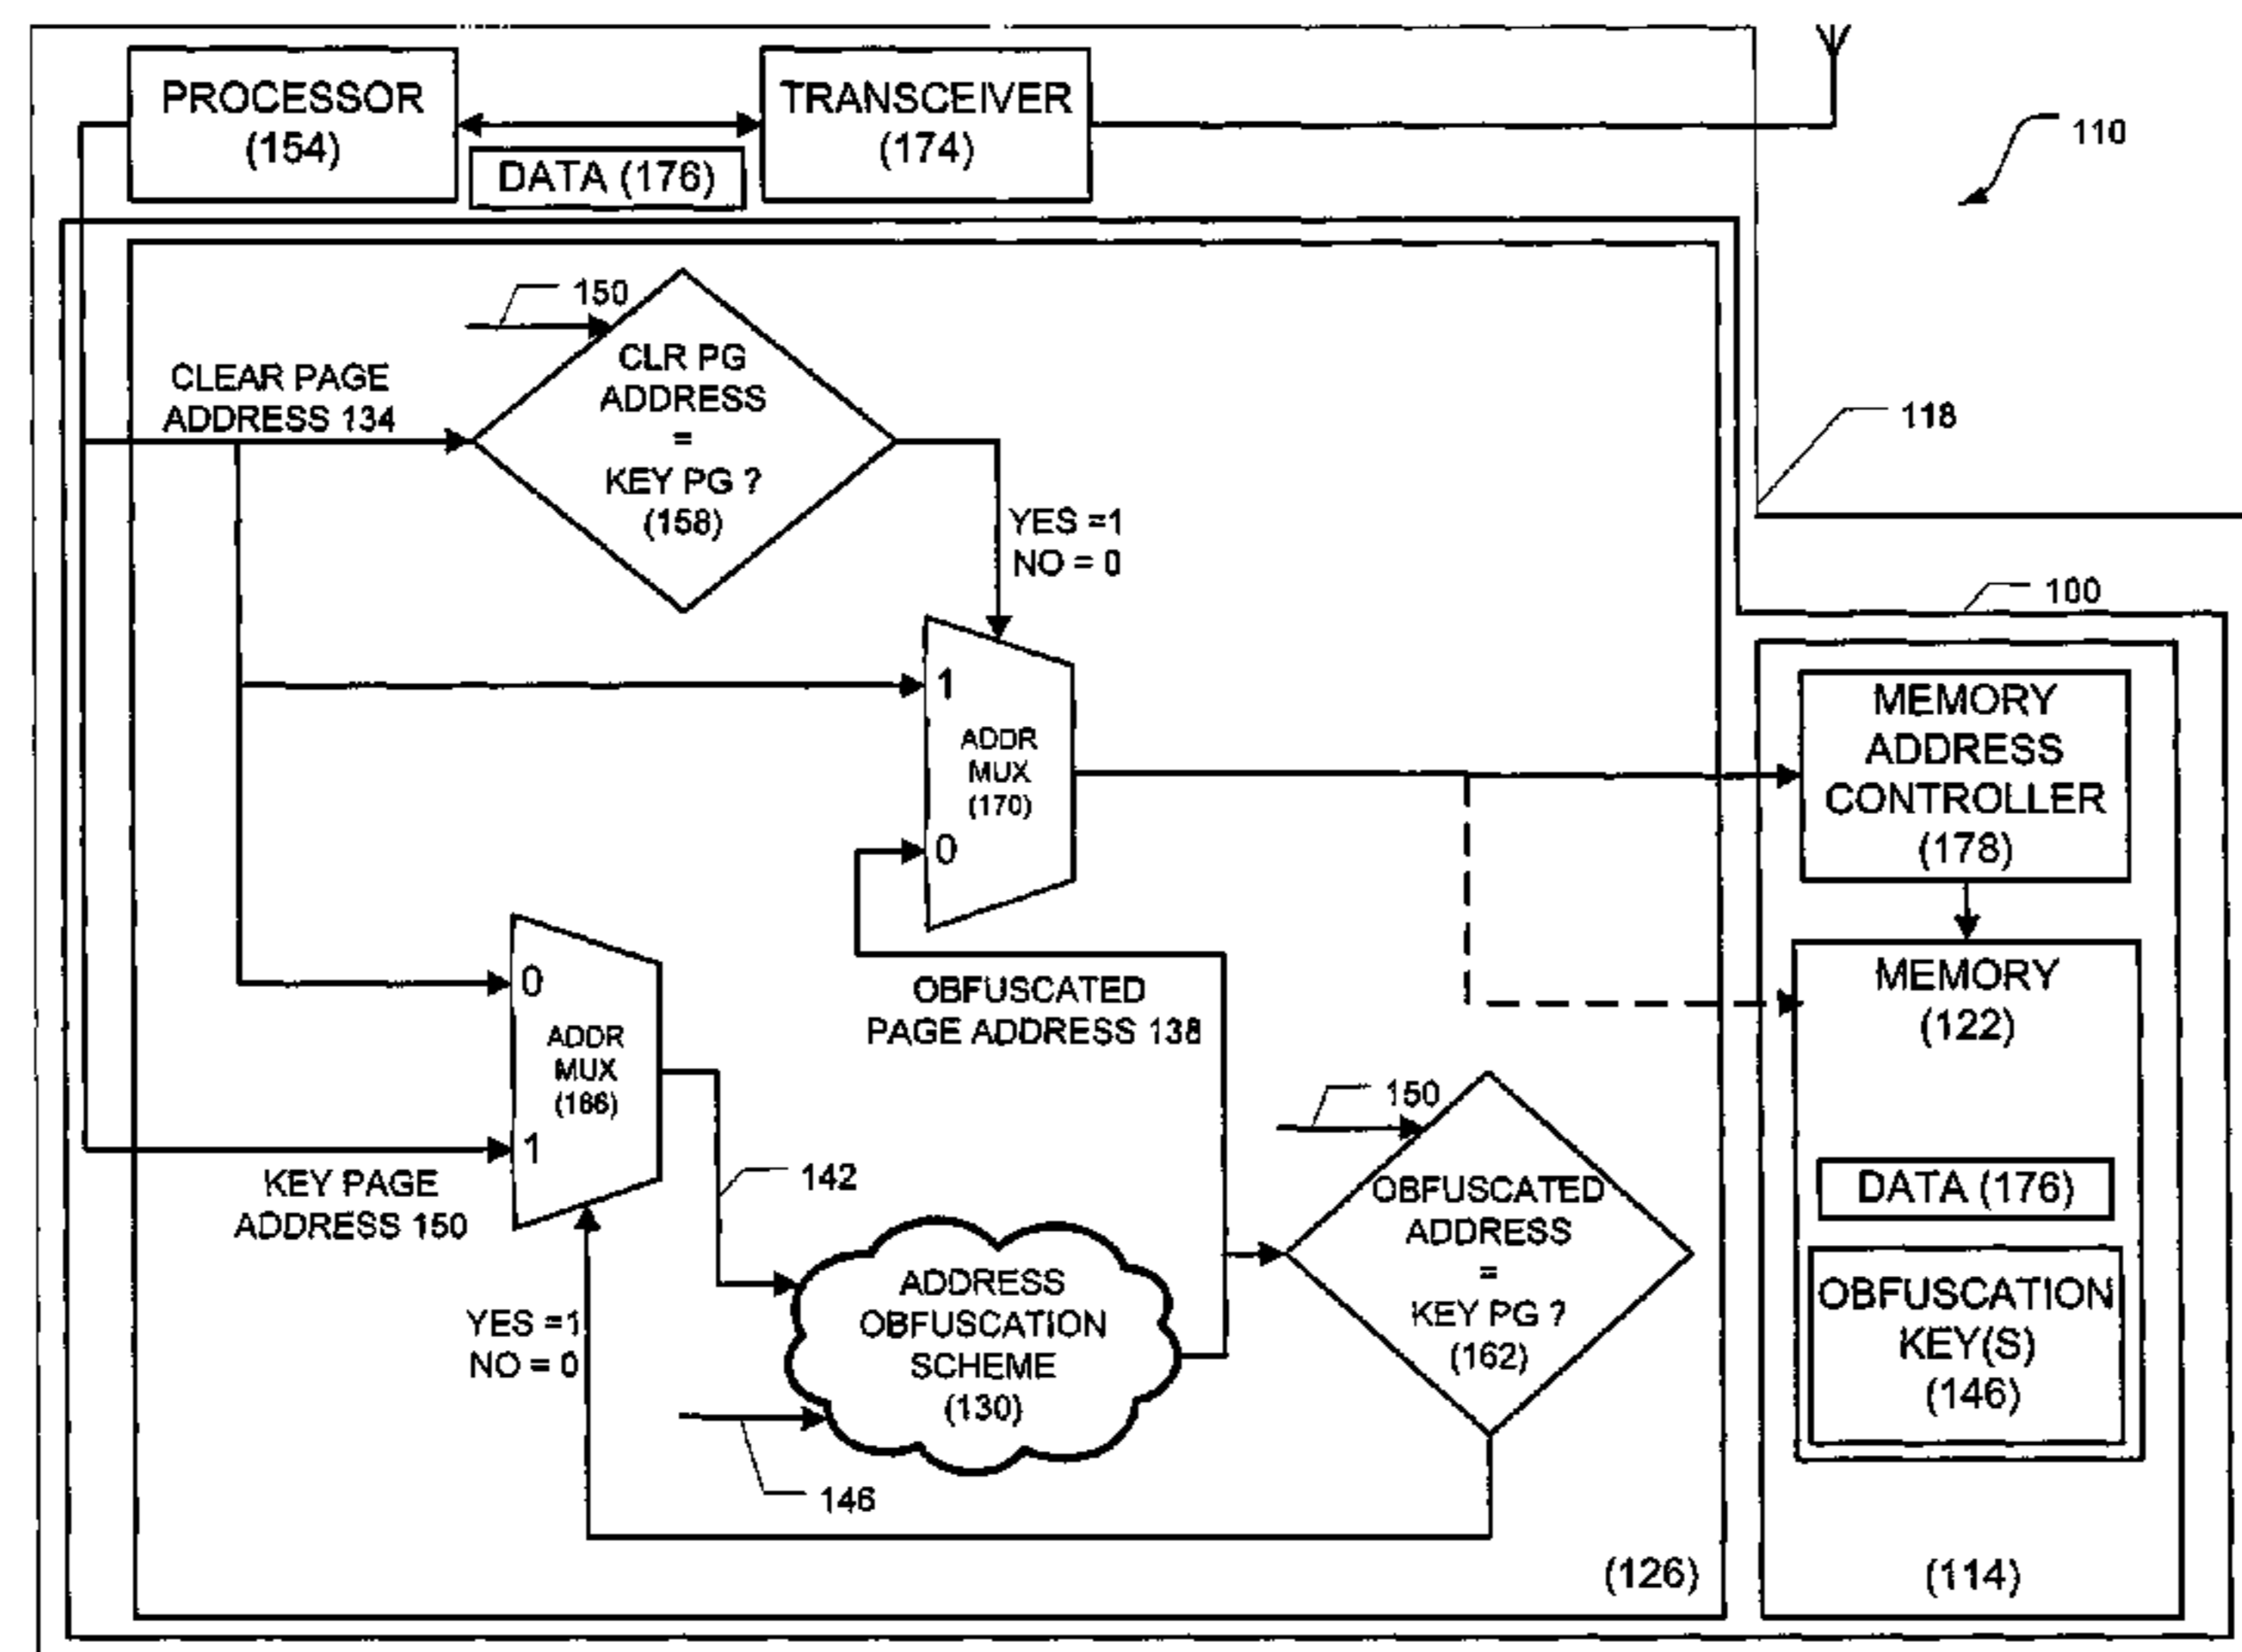 PROCESSOR
(154)
TRANSCEIVER
(174)
DATA (176)
110
150
CLEAR PAGE
ADDRESS 134
CLR PG
ADDRESS
=
KEY PG ?
(158)
118
YES =1
NO = 0
100
1
ADDR
MUX
(170)
0
MEMORY
ADDRESS
CONTROLLER
(178)
0
ADDR
MUX
(166)
1
OBFUSCATED
PAGE ADDRESS 138
MEMORY
(122)
KEY PAGE
ADDRESS 150
142
150
OBFUSCATED
ADDRESS
=
KEY PG ?
(162)
DATA (176)
YES =1
NO = 0
ADDRESS
OBFUSCATION
SCHEME
(130)
OBFUSCATION
KEY(S)
(146)
146
(126)
(114)